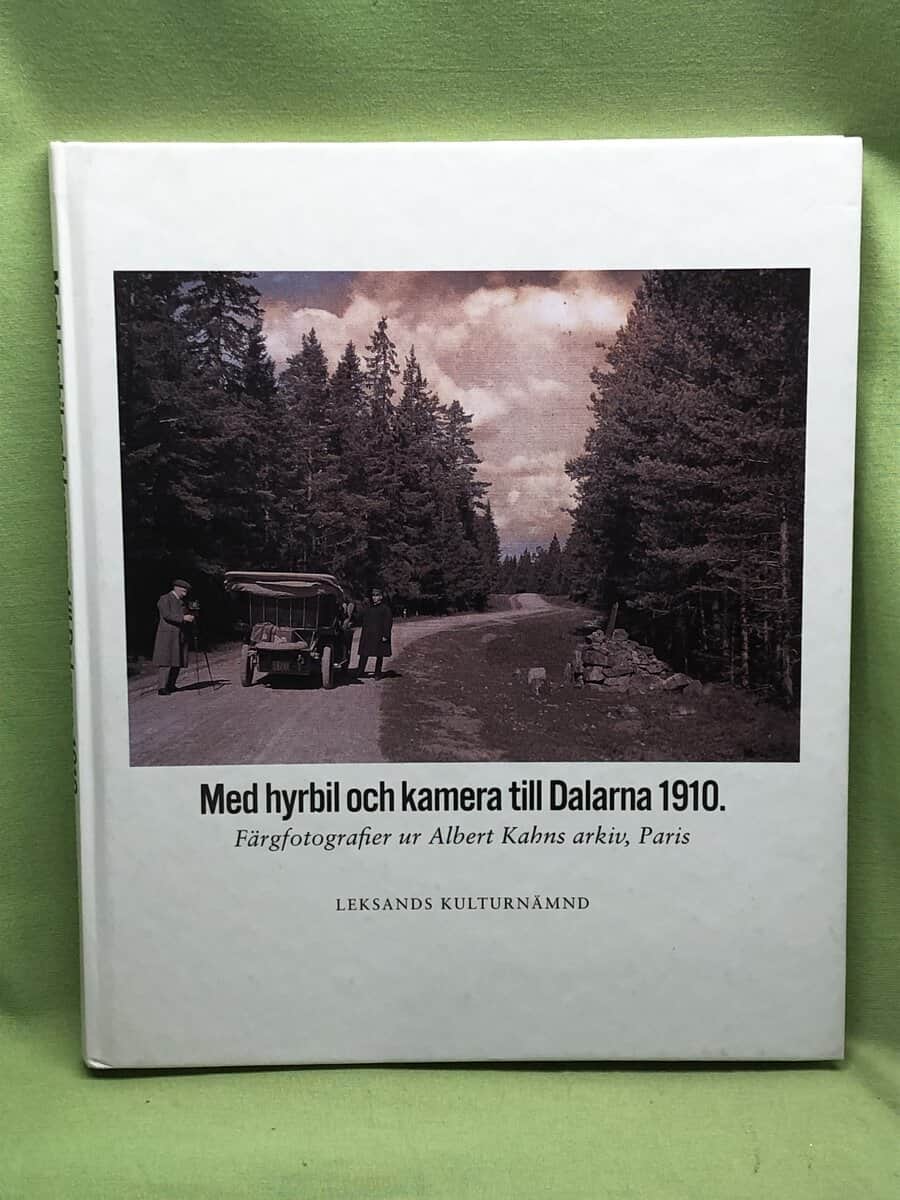 Med hyrbil och kamera till Dalarna 1910.
Färgfotografier ur Albert Kahns arkiv, Paris
LEKSANDS KULTURNÄMND